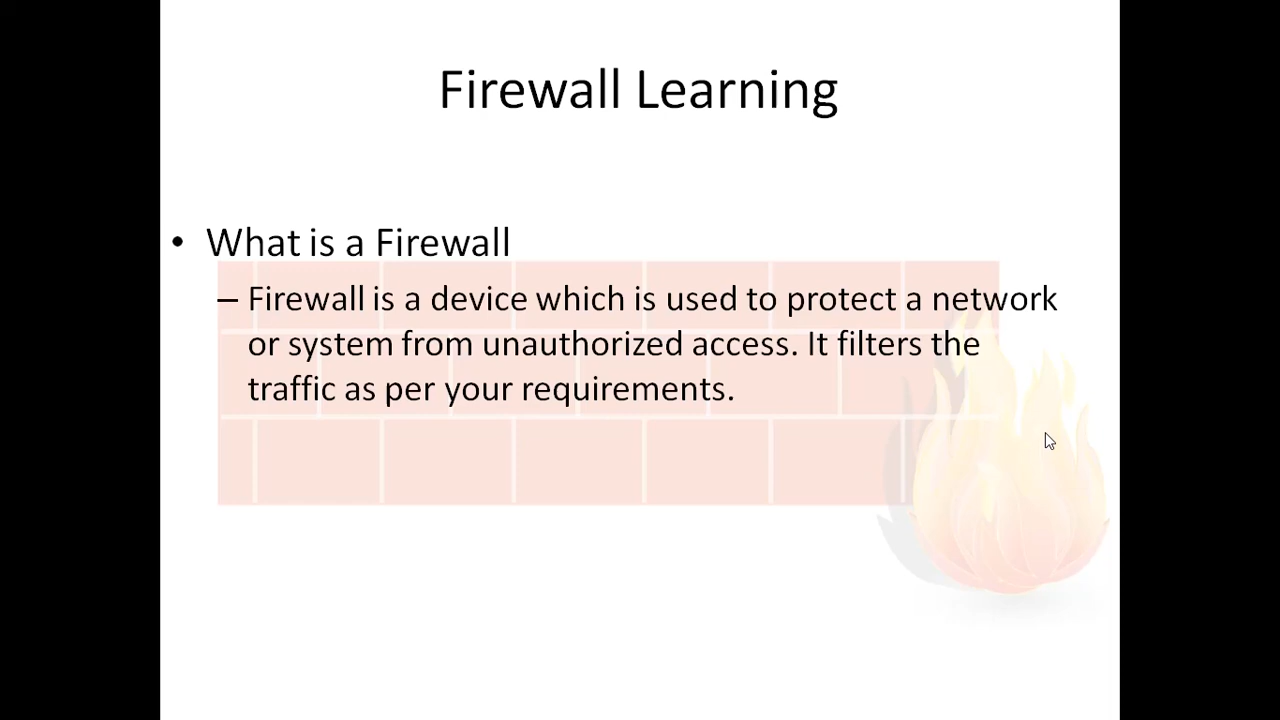 Firewall Learning
• What is a Firewall
– Firewall is a device which is used to protect a network
or system from unauthorized access. It filters the
traffic as per your requirements.